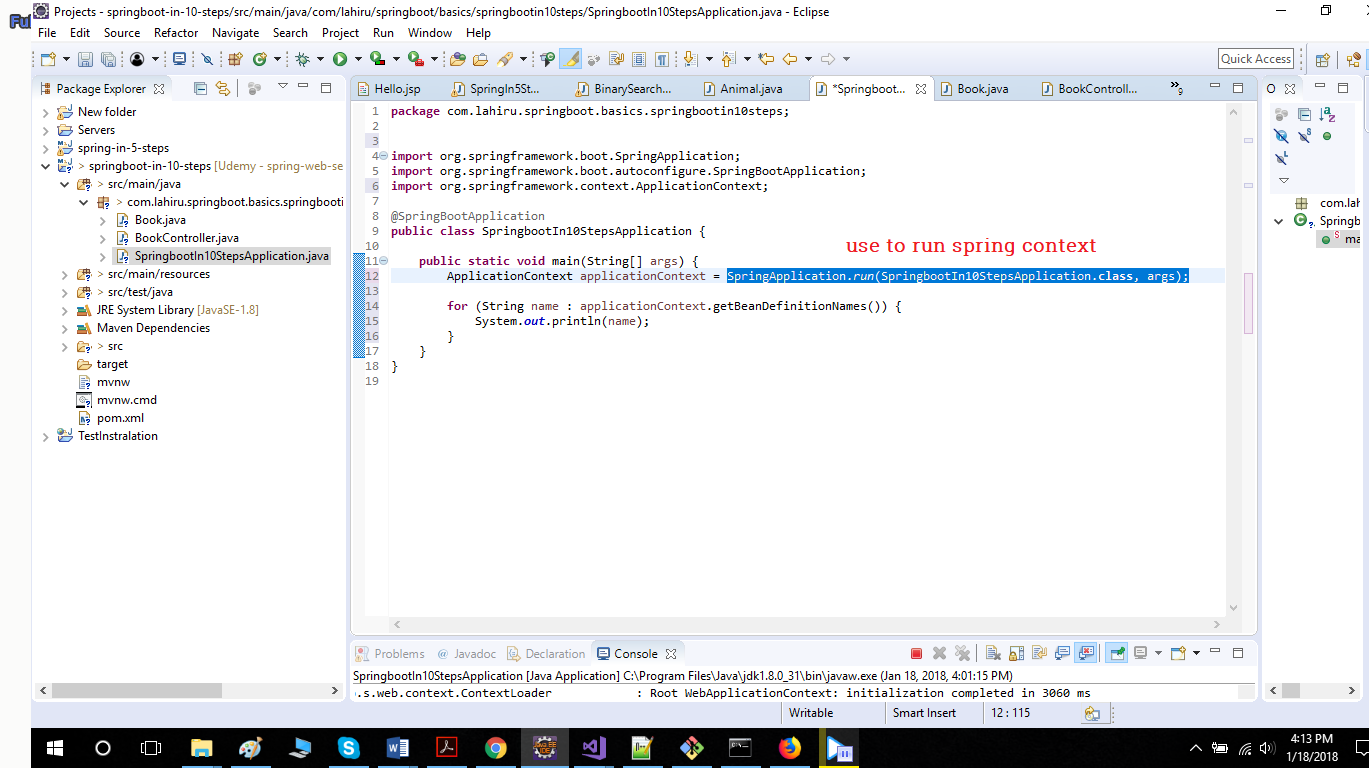 Projects - springboot-in-10-steps/src/main/java/com/lahiru/springboot/basics/springbootin10steps/SpringbootIn10StepsApplication.java - Eclipse
File Edit Source Refactor Navigate Search Project Run Window Help
Quick Access
Package Explorer
Hello.jsp SpringIn5St... BinarySearch... Animal.java *Springboot... Book.java BookControll... »9
New folder
Servers
spring-in-5-steps
> springboot-in-10-steps [Udemy - spring-web-se
> src/main/java
> com.lahiru.springboot.basics.springbooti
Book.java
BookController.java
SpringbootIn10StepsApplication.java
> src/main/resources
> src/test/java
JRE System Library [JavaSE-1.8]
Maven Dependencies
> src
target
mvnw
mvnw.cmd
pom.xml
TestInstralation
1 package com.lahiru.springboot.basics.springbootin10steps;
2
3
4 import org.springframework.boot.SpringApplication;
5 import org.springframework.boot.autoconfigure.SpringBootApplication;
6 import org.springframework.context.ApplicationContext;
7
8 @SpringBootApplication
9 public class SpringbootIn10StepsApplication {
10
use to run spring context
11 public static void main(String[] args) {
12 ApplicationContext applicationContext = SpringApplication.run(SpringbootIn10StepsApplication.class, args);
13
14 for (String name : applicationContext.getBeanDefinitionNames()) {
15 System.out.println(name);
16 }
17 }
18 }
19
O
com.lah
Springb
ma
Problems @ Javadoc Declaration Console
SpringbootIn10StepsApplication [Java Application] C:\Program Files\Java\jdk1.8.0_31\bin\javaw.exe (Jan 18, 2018, 4:01:15 PM)
.s.web.context.ContextLoader : Root WebApplicationContext: initialization completed in 3060 ms
Writable Smart Insert 12 : 115
4:13 PM
1/18/2018